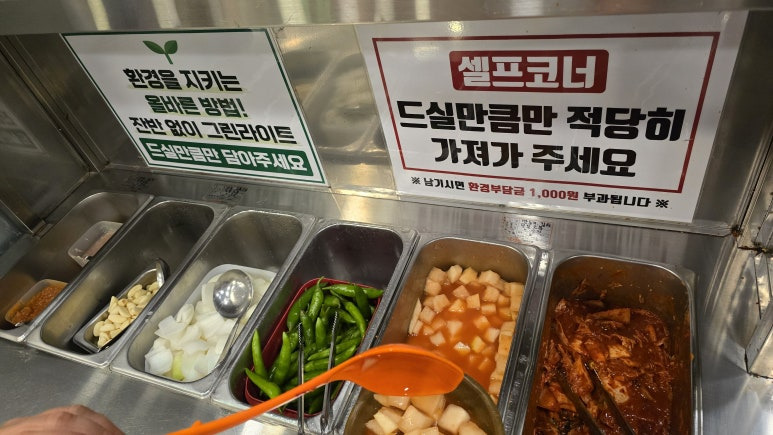 환경을 지키는
올바른 방법!
잔반 없이 그린라이트
드실만큼만 담아주세요
셀프코너
드실만큼만 적당히
가져가 주세요
※ 남기시면 환경부담금 1,000원 부과됩니다 ※